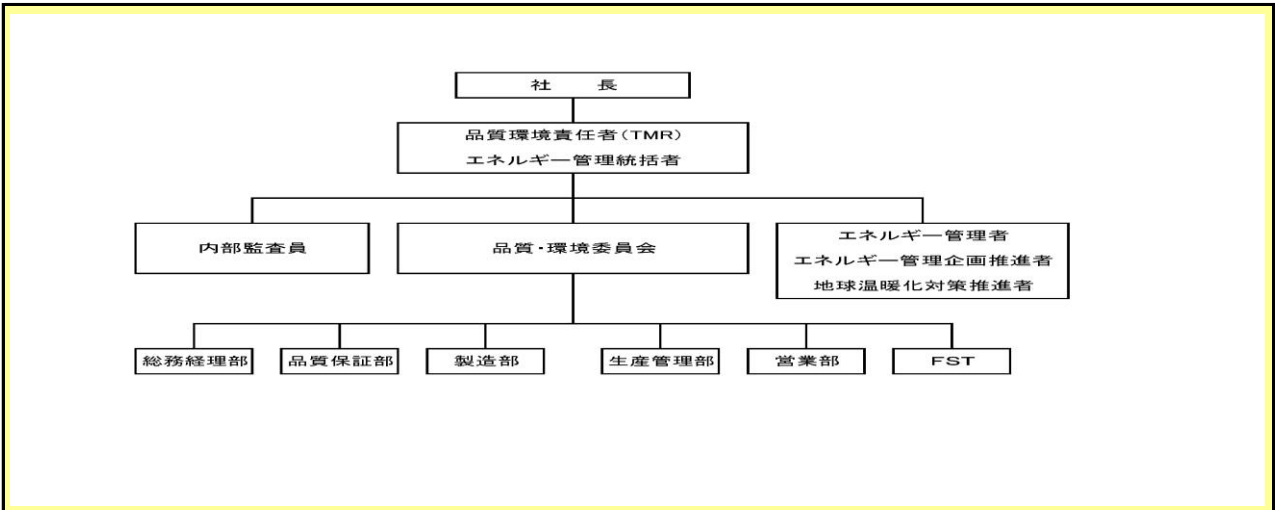 社　　長
品質環境責任者(TMR)
エネルギー管理統括者
内部監査員
品質・環境委員会
エネルギー管理者
エネルギー管理企画推進者
地球温暖化対策推進者
総務経理部
品質保証部
製造部
生産管理部
営業部
FST